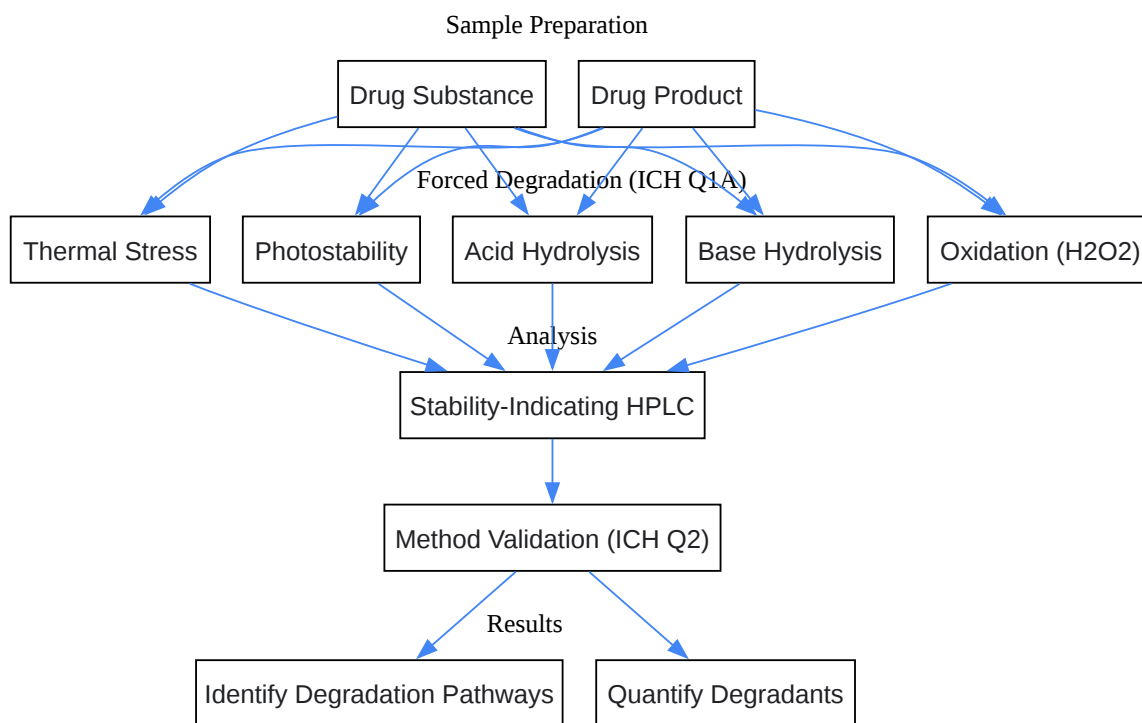 Sample Preparation
Drug Substance
Drug Product
Forced Degradation (ICH Q1A)
Thermal Stress
Photostability
Acid Hydrolysis
Base Hydrolysis
Oxidation (H2O2)
Analysis
Stability-Indicating HPLC
Method Validation (ICH Q2)
Results
Identify Degradation Pathways
Quantify Degradants